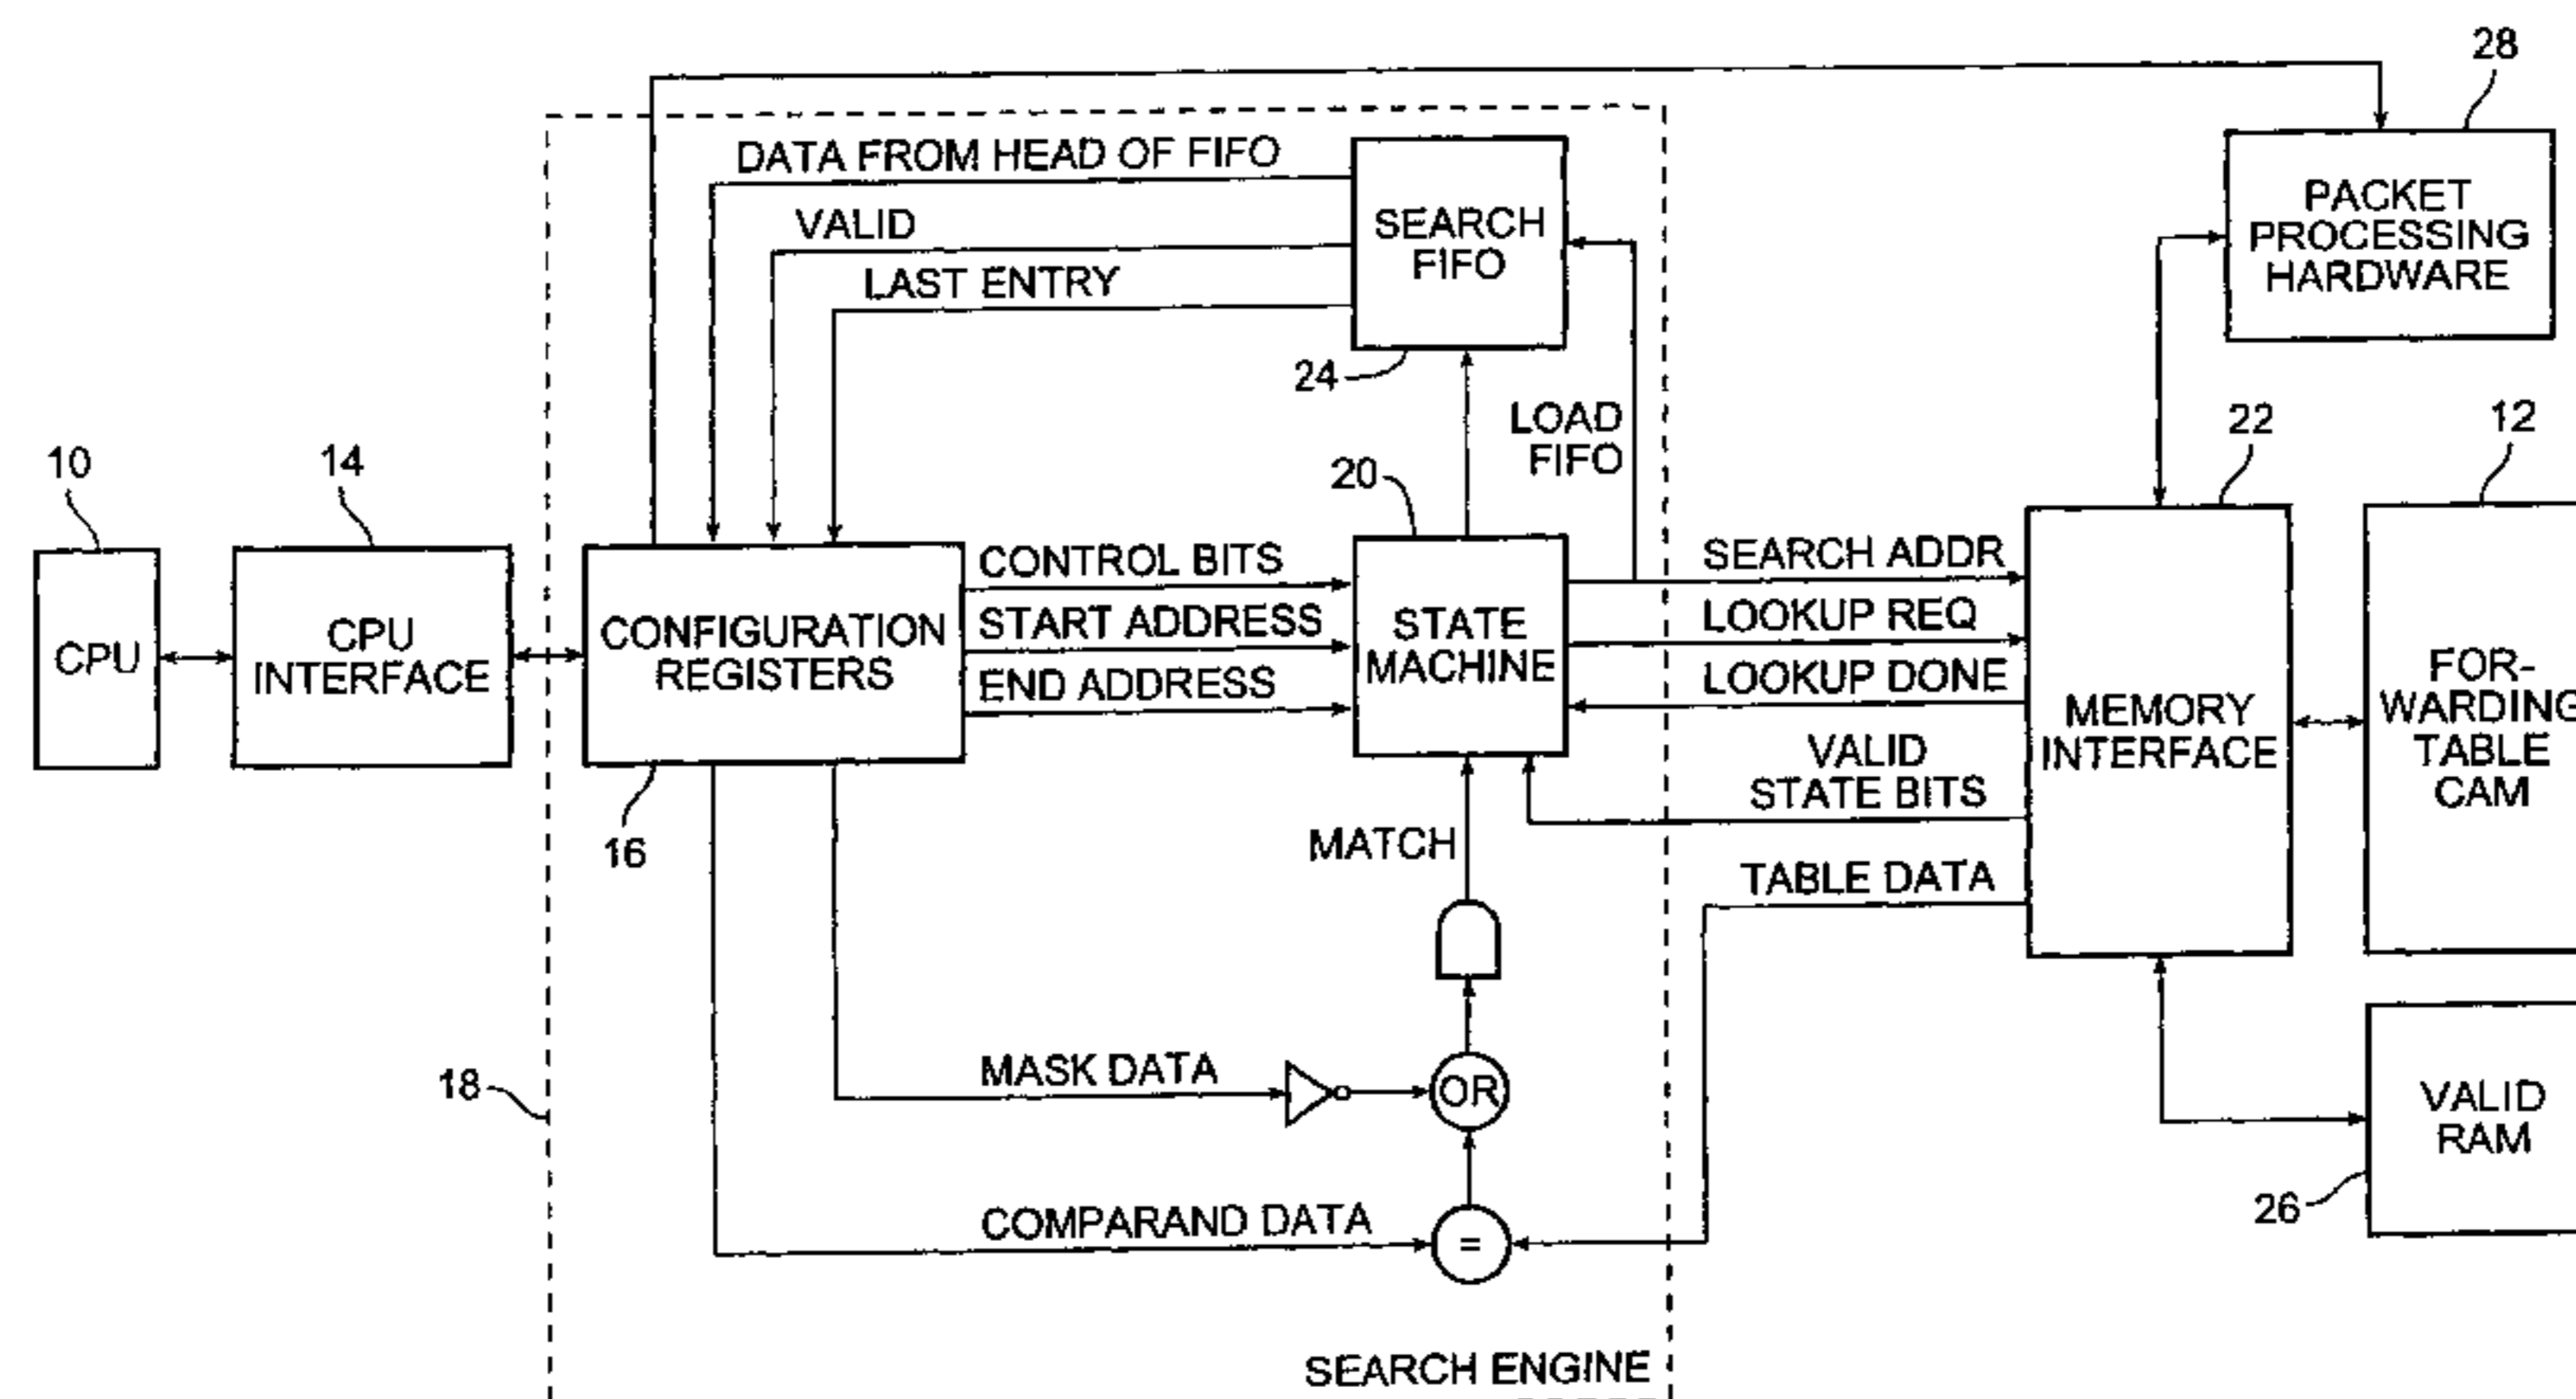 28
DATA FROM HEAD OF FIFO
VALID
LAST ENTRY
SEARCH
FIFO
PACKET
PROCESSING
HARDWARE
24
LOAD
FIFO
10
14
20
22
12
CPU
CPU
INTERFACE
CONFIGURATION
REGISTERS
CONTROL BITS
START ADDRESS
END ADDRESS
STATE
MACHINE
SEARCH ADDR
LOOKUP REQ
LOOKUP DONE
VALID
STATE BITS
TABLE DATA
MEMORY
INTERFACE
FOR-
WARDING
TABLE
CAM
16
MATCH
18
MASK DATA
OR
COMPARAND DATA
=
VALID
RAM
26
SEARCH ENGINE